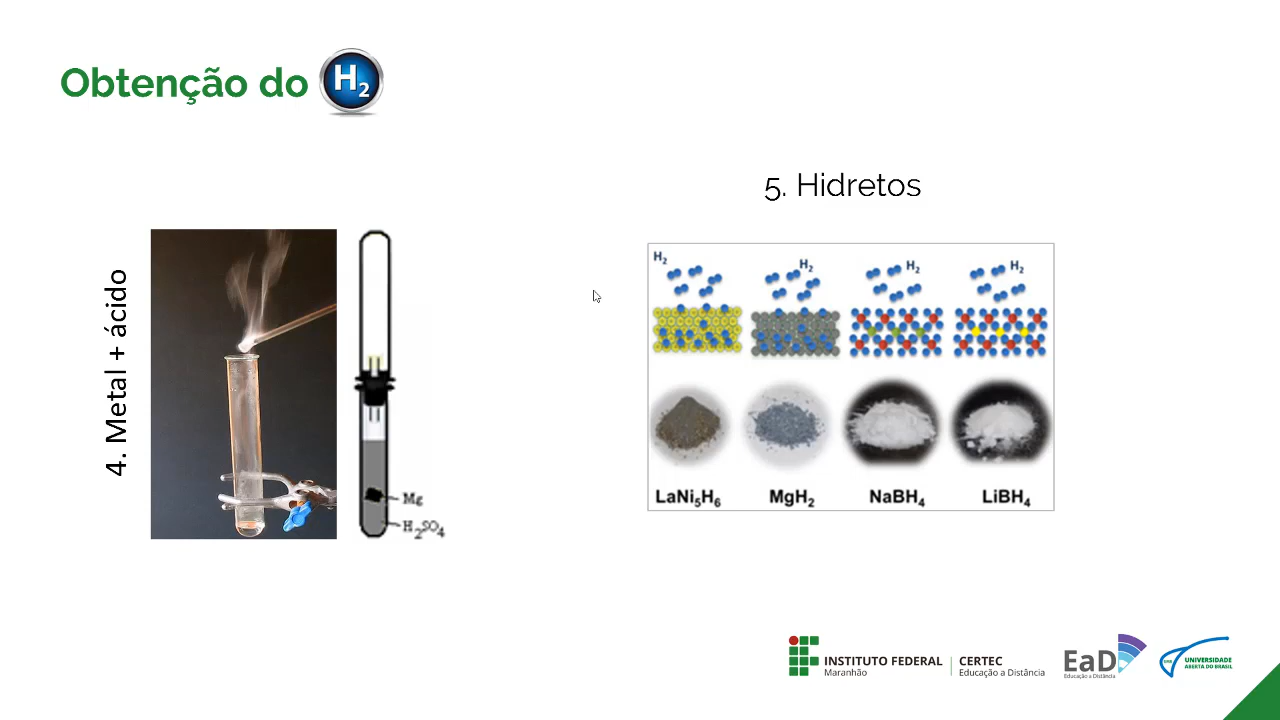 Obtenção do H2
4. Metal + ácido
Mg
H2SO4
5. Hidretos
H2
H2
H2
H2
LaNi5H6
MgH2
NaBH4
LiBH4
INSTITUTO FEDERAL
Maranhão
CERTEC
Educação a Distância
EaD
Educação a Distância
UAB
UNIVERSIDADE
ABERTA DO BRASIL